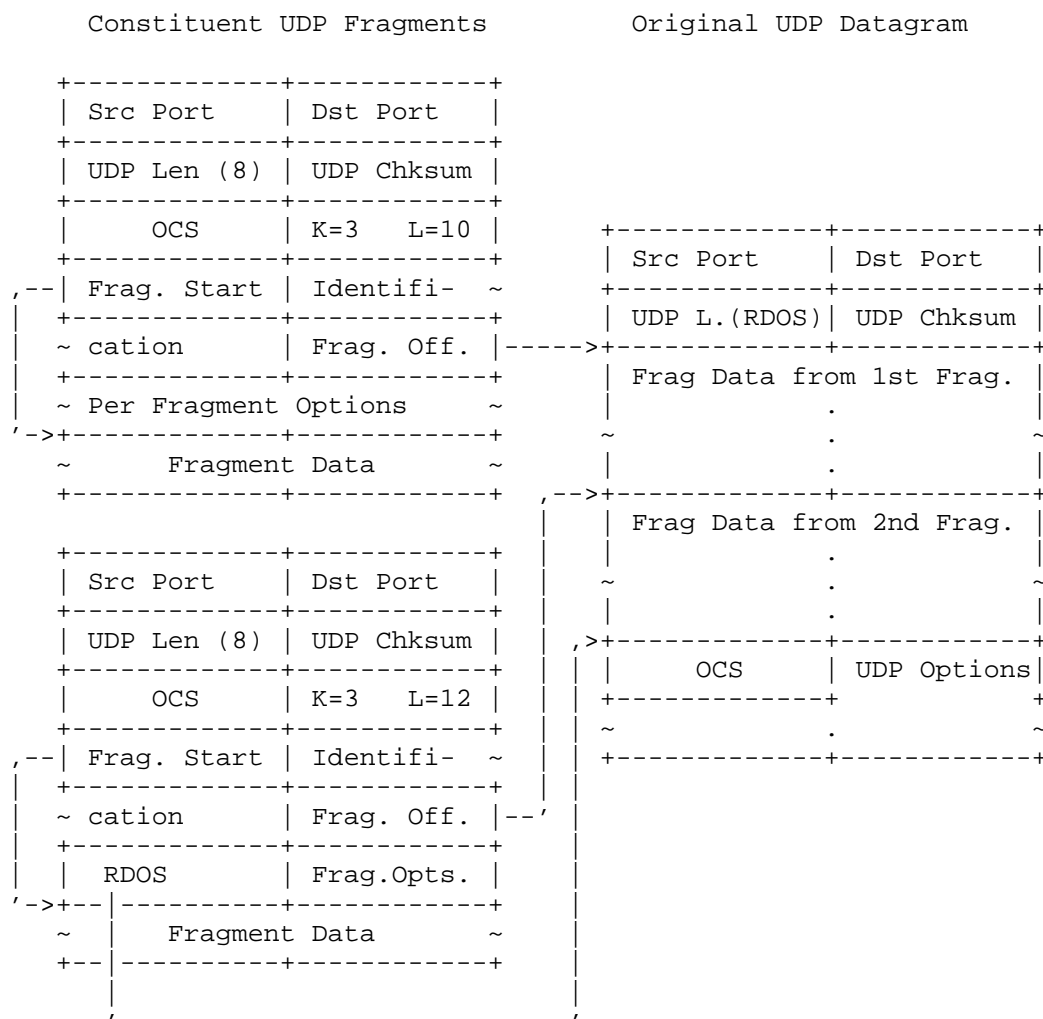 Constituent UDP Fragments Original UDP Datagram
Src Port Dst Port
UDP Len (8) UDP Chksum
OCS K=3 L=10
Src Port Dst Port
Frag. Start Identifi-
UDP L.(RDOS) UDP Chksum
cation Frag. Off.
Frag Data from 1st Frag.
Per Fragment Options
Fragment Data
Frag Data from 2nd Frag.
Src Port Dst Port
UDP Len (8) UDP Chksum
OCS UDP Options
OCS K=3 L=12
Frag. Start Identifi-
cation Frag. Off.
RDOS Frag.Opts.
Fragment Data